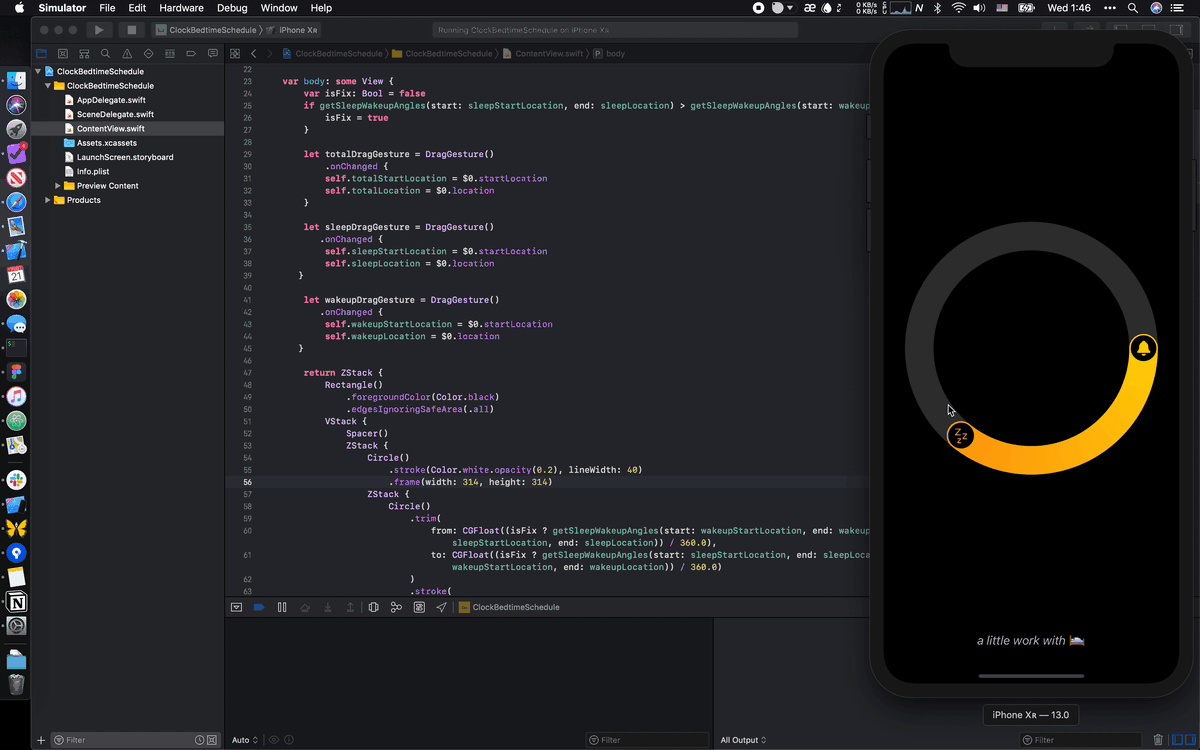 Simulator File Edit Hardware Debug Window Help
0 KB/s
0 KB/s
Wed 1:46
ClockBedtimeSchedule iPhone XR
Running ClockBedtimeSchedule on iPhone XR
ClockBedtimeSchedule ClockBedtimeSchedule ContentView.swift P body
ClockBedtimeSchedule
ClockBedtimeSchedule
AppDelegate.swift
SceneDelegate.swift
ContentView.swift
Assets.xcassets
LaunchScreen.storyboard
Info.plist
Preview Content
Products
22
23 var body: some View {
24 var isFix: Bool = false
25 if getSleepWakeupAngles(start: sleepStartLocation, end: sleepLocation) > getSleepWakeupAngles(start: wakeup
26 isFix = true
27 }
28
29 let totalDragGesture = DragGesture()
30 .onChanged {
31 self.totalStartLocation = $0.startLocation
32 self.totalLocation = $0.location
33 }
34
35 let sleepDragGesture = DragGesture()
36 .onChanged {
37 self.sleepStartLocation = $0.startLocation
38 self.sleepLocation = $0.location
39 }
40
41 let wakeupDragGesture = DragGesture()
42 .onChanged {
43 self.wakeupStartLocation = $0.startLocation
44 self.wakeupLocation = $0.location
45 }
46
47 return ZStack {
48 Rectangle()
49 .foregroundColor(Color.black)
50 .edgesIgnoringSafeArea(.all)
51 VStack {
52 Spacer()
53 ZStack {
54 Circle()
55 .stroke(Color.white.opacity(0.2), lineWidth: 40)
56 .frame(width: 314, height: 314)
57 ZStack {
58 Circle()
59 .trim(
60 from: CGFloat((isFix ? getSleepWakeupAngles(start: wakeupStartLocation, end: wakeup
sleepStartLocation, end: sleepLocation)) / 360.0),
61 to: CGFloat((isFix ? getSleepWakeupAngles(start: sleepStartLocation, end: sleepLoca
wakeupStartLocation, end: wakeupLocation)) / 360.0)
62 )
63 .stroke(
ClockBedtimeSchedule
Z
Z
Z
a little work with
iPhone XR — 13.0
Filter
Auto
Filter
All Output
Filter